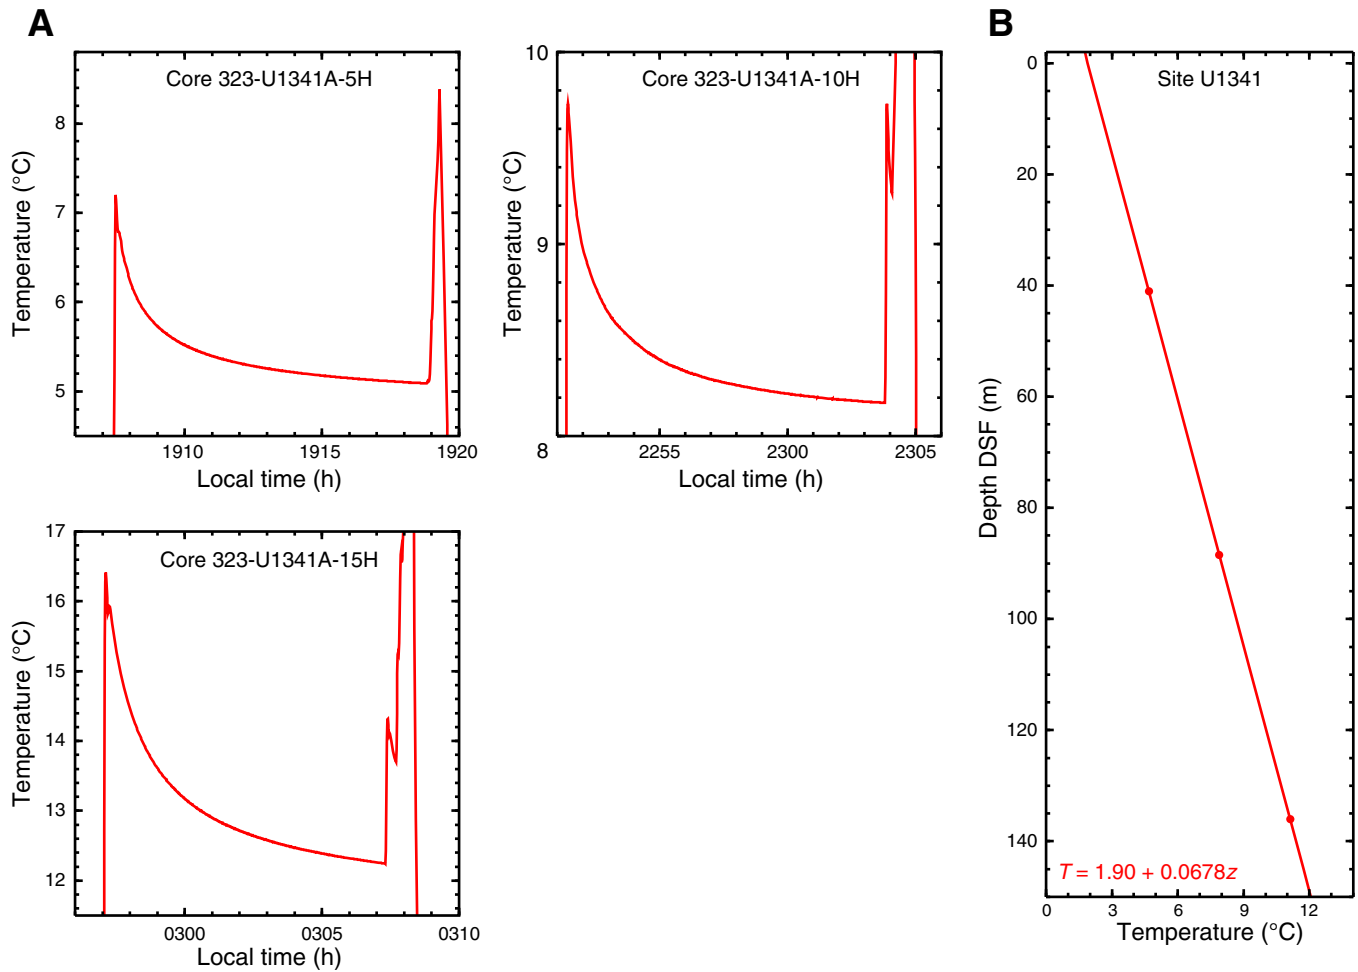 A
Core 323-U1341A-5H
8
7
6
5
Temperature (°C)
1910
1915
1920
Local time (h)
Core 323-U1341A-10H
10
9
8
Temperature (°C)
2255
2300
2305
Local time (h)
Core 323-U1341A-15H
17
16
15
14
13
12
Temperature (°C)
0300
0305
0310
Local time (h)
B
Site U1341
0
20
40
60
80
100
120
140
Depth DSF (m)
T = 1.90 + 0.0678z
0
3
6
9
12
Temperature (°C)